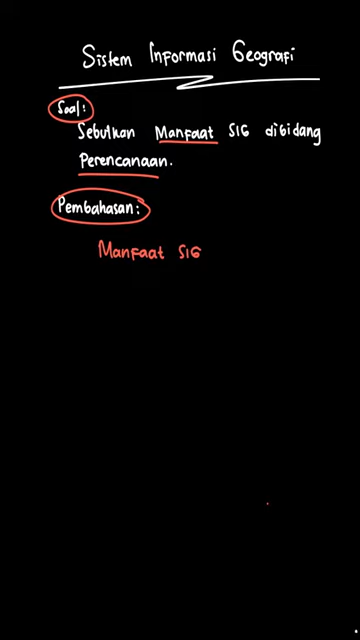 Sistem Informasi Geografi
Soal:
Sebutkan Manfaat SIG dibidang
Perencanaan.
Pembahasan:
Manfaat SIG